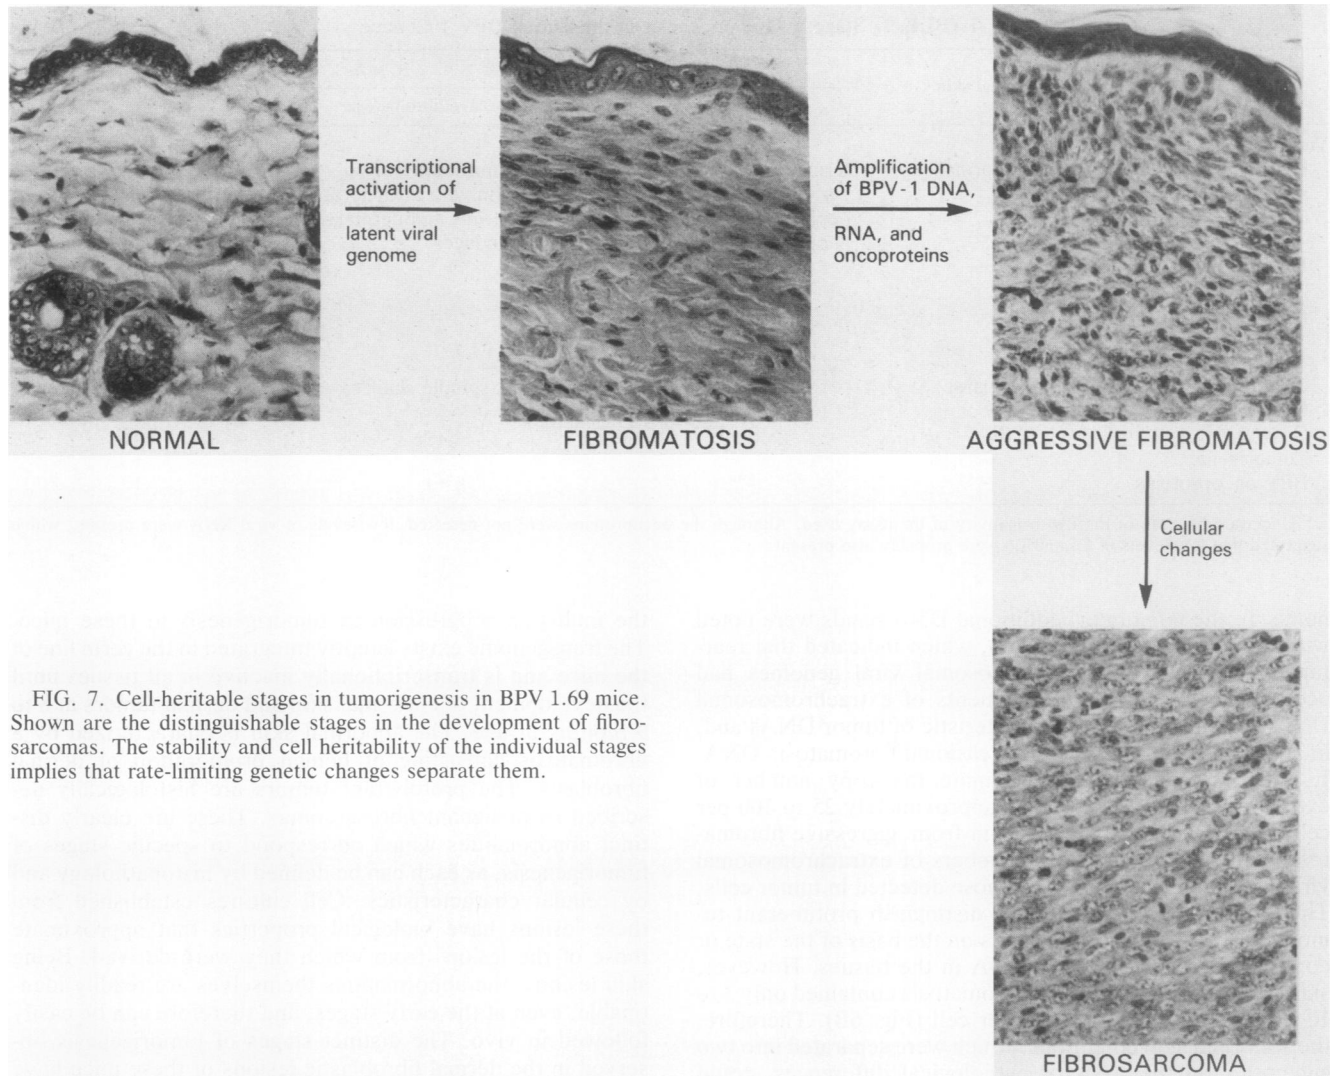 Transcriptional
activation of
latent viral
genome
Amplification
of BPV-1 DNA,
RNA, and
oncoproteins
NORMAL
FIBROMATOSIS
AGGRESSIVE FIBROMATOSIS
Cellular
changes
FIG. 7. Cell-heritable stages in tumorigenesis in BPV 1.69 mice.
Shown are the distinguishable stages in the development of fibro-
sarcomas. The stability and cell heritability of the individual stages
implies that rate-limiting genetic changes separate them.
FIBROSARCOMA